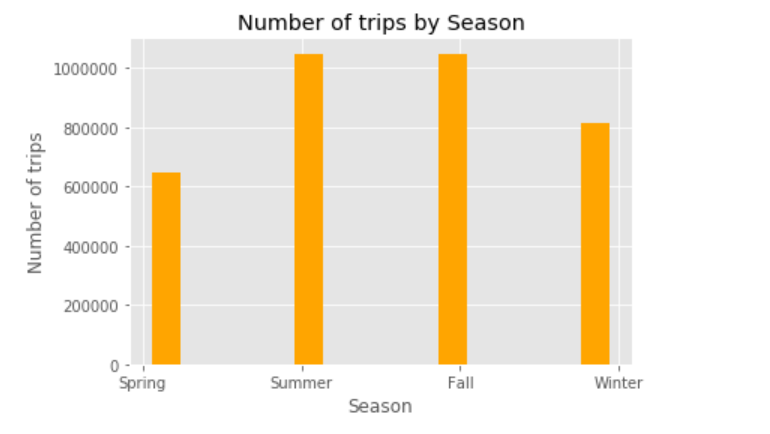 Number of trips by Season
1000000
800000
600000
400000
200000
0
Number of trips
Spring Summer Fall Winter
Season